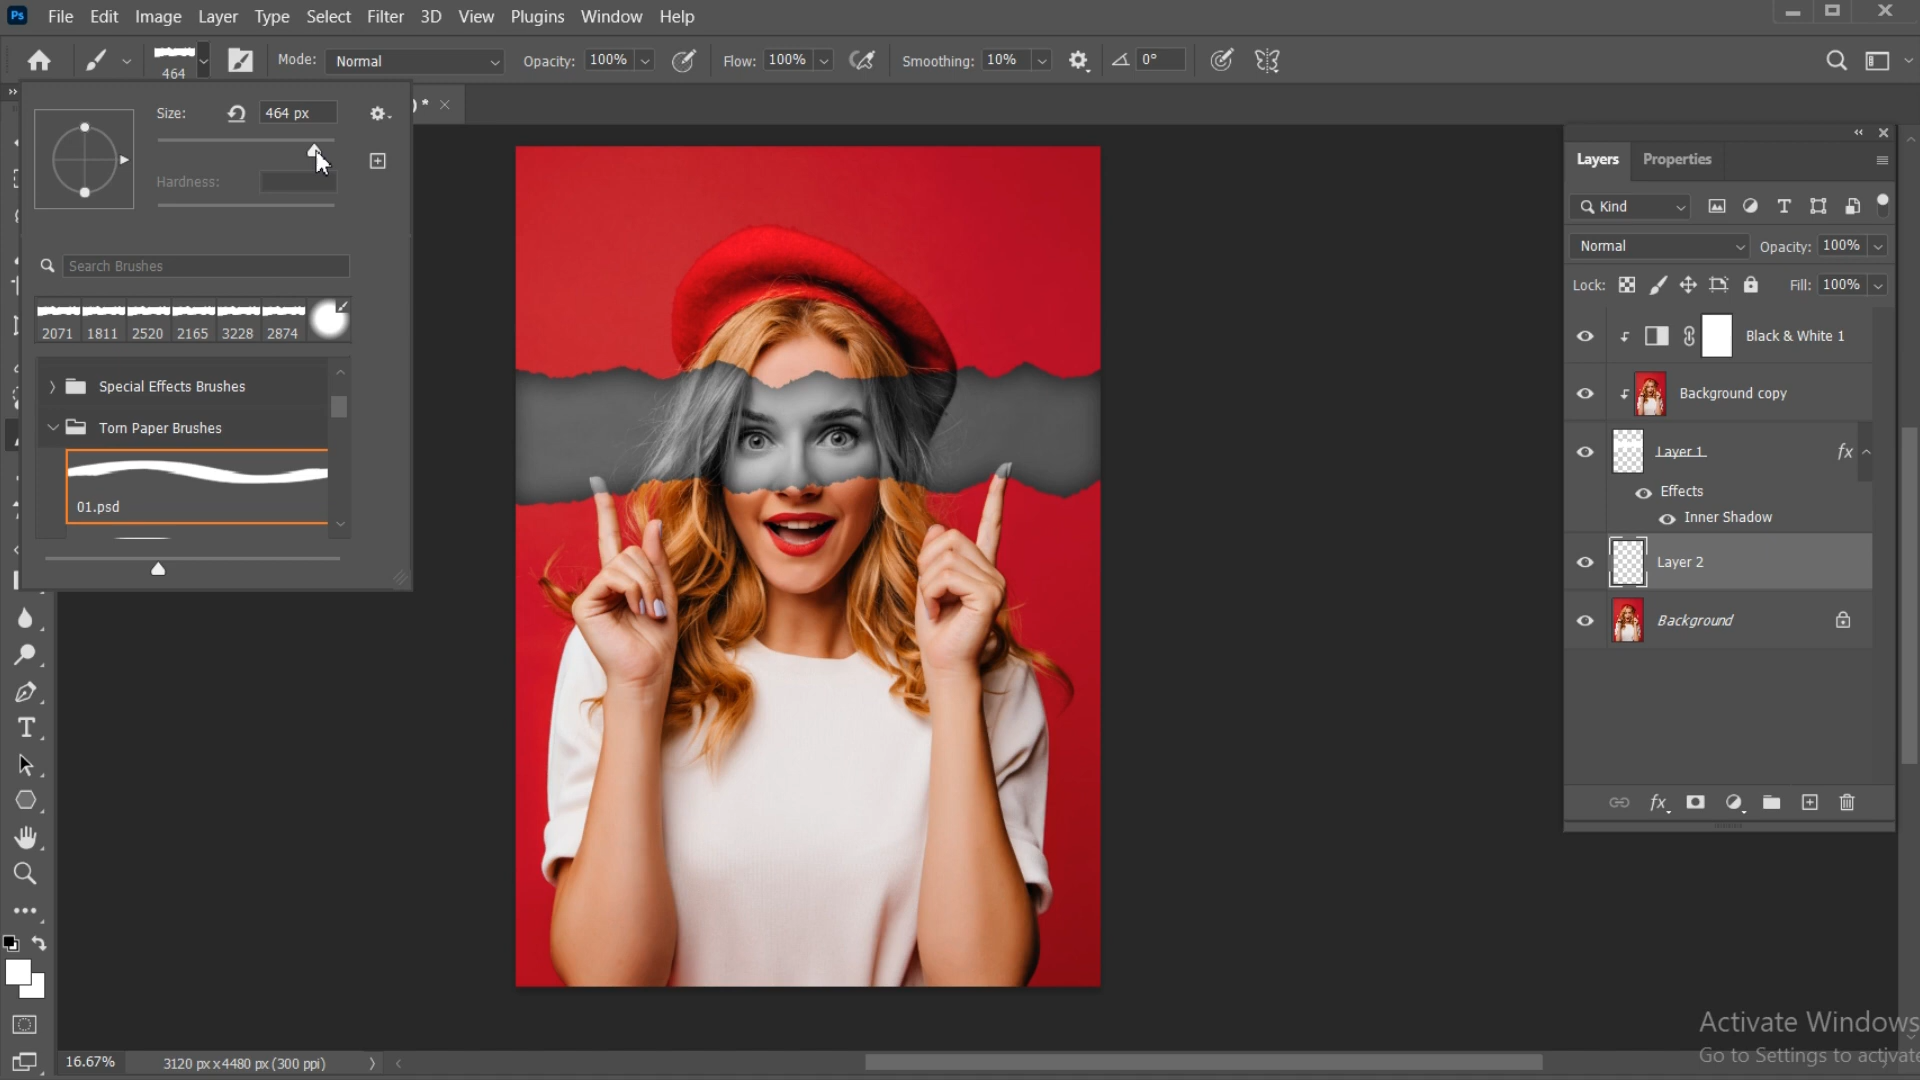 Ps File Edit Image Layer Type Select Filter 3D View Plugins Window Help
464 Mode: Normal Opacity: 100% Flow: 100% Smoothing: 10% 0°
) * ×
Size: 464 px
Hardness:
Search Brushes
2071 1811 2520 2165 3228 2874
Special Effects Brushes
Torn Paper Brushes
01.psd
Layers Properties
Kind
Normal Opacity: 100%
Lock: Fill: 100%
Black & White 1
Background copy
Layer 1 fx
Effects
Inner Shadow
Layer 2
Background
fx
Activate Windows
Go to Settings to activate
16.67% 3120 px x 4480 px (300 ppi)